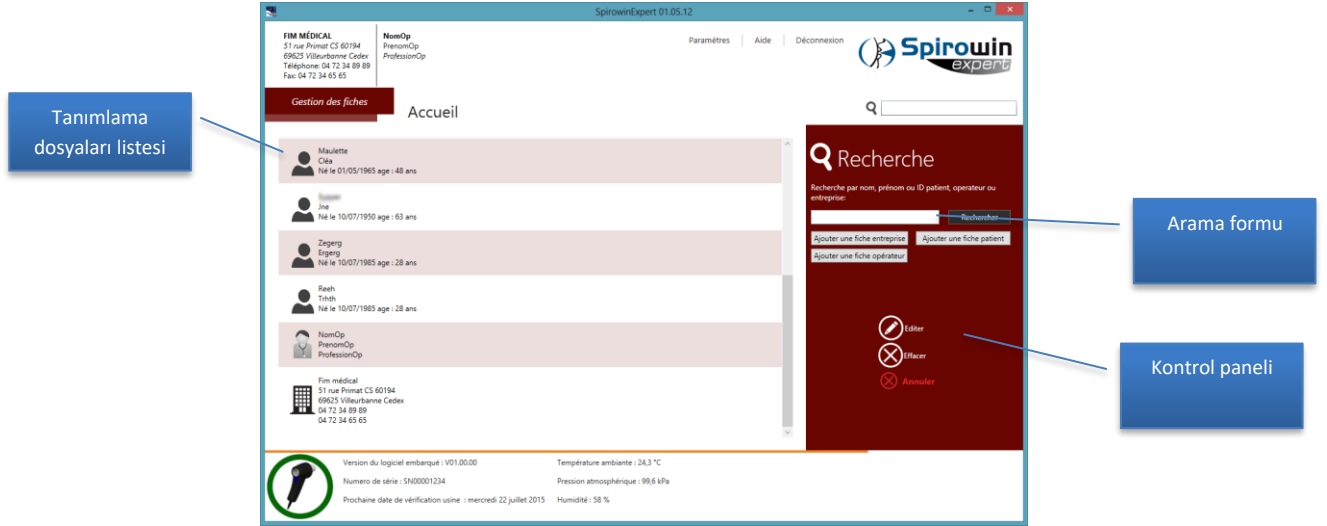 SpirowinExpert 01.05.12
FIM MÉDICAL
51 rue Primat CS 60194
69625 Villeurbanne Cedex
Téléphone: 04 72 34 89 89
Fax: 04 72 34 65 65
NomOp
PrenomOp
ProfessionOp
Paramètres
Aide
Déconnexion
Spirowin
expert
Gestion des fiches
Accueil
Tanımlama
dosyaları listesi
Maulette
Cléa
Né le 01/05/1965 age : 48 ans
Jne
Né le 10/07/1950 age : 63 ans
Zegerg
Ergerg
Né le 10/07/1985 age : 28 ans
Reeh
Trhth
Né le 10/07/1985 age : 28 ans
NomOp
PrenomOp
ProfessionOp
Fim médical
51 rue Primat CS 60194
69625 Villeurbanne Cedex
04 72 34 89 89
04 72 34 65 65
Recherche
Recherche par nom, prénom ou ID patient, operateur ou
entreprise:
Rechercher
Ajouter une fiche entreprise
Ajouter une fiche patient
Ajouter une fiche opérateur
Editer
Effacer
Annuler
Arama formu
Kontrol paneli
Version du logiciel embarqué : V01.00.00
Numero de série : SN00001234
Prochaine date de vérification usine : mercredi 22 juillet 2015
Température ambiante : 24,3 °C
Pression atmosphérique : 99,6 kPa
Humidité : 58 %